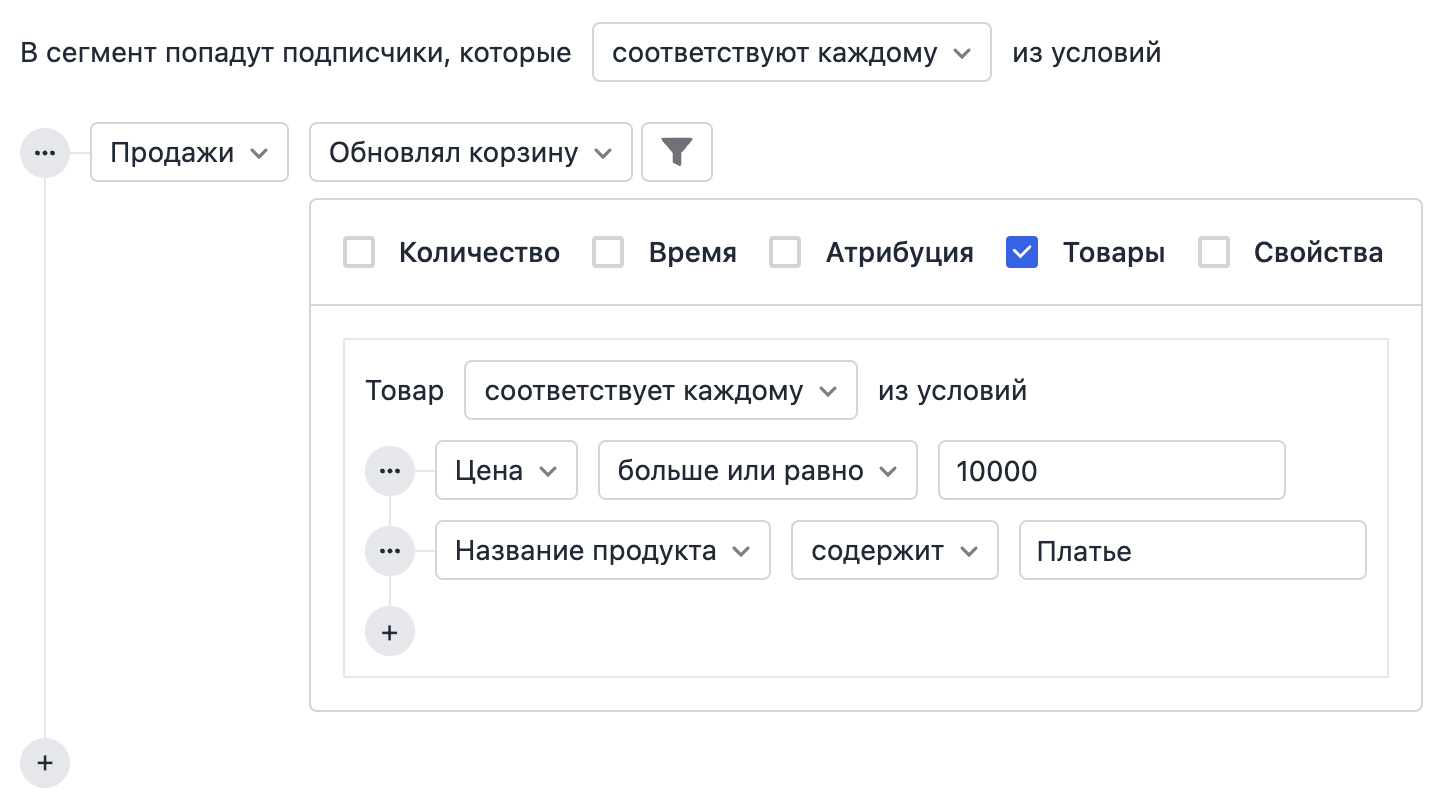 В сегмент попадут подписчики, которые соответствуют каждому из условий
Продажи Обновлял корзину
Количество Время Атрибуция Товары Свойства
Товар соответствует каждому из условий
Цена больше или равно 10000
Название продукта содержит Платье